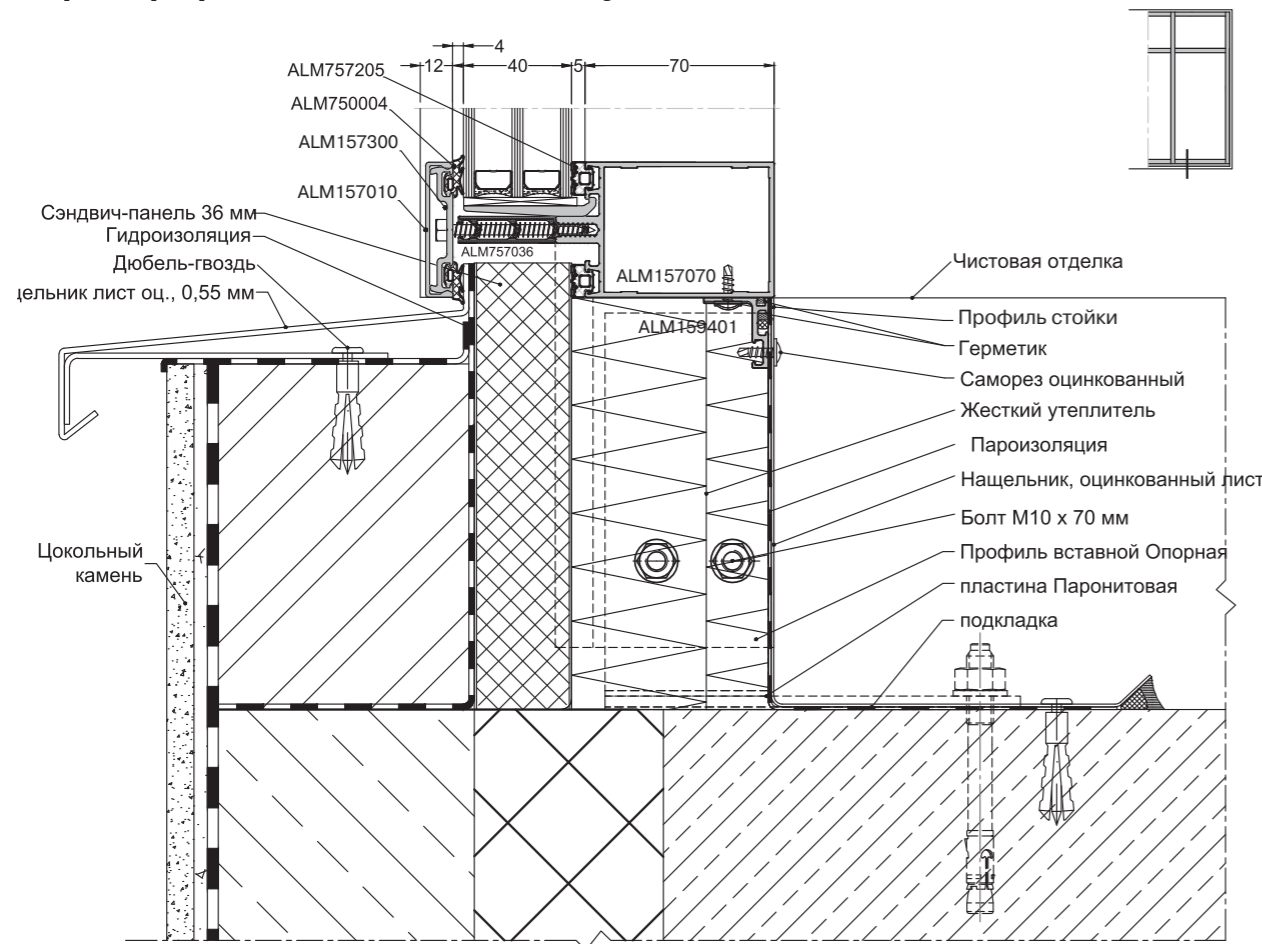 4
12
40
5
70
ALM757205
ALM750004
ALM157300
ALM157010
Сэндвич-панель 36 мм
Гидроизоляция
Дюбель-гвоздь
цельник лист оц., 0,55 мм
ALM757036
ALM157070
ALM159401
Чистовая отделка
Профиль стойки
Герметик
Саморез оцинкованный
Жесткий утеплитель
Пароизоляция
Нащельник, оцинкованный лист
Болт М10 х 70 мм
Профиль вставной Опорная
пластина Паронитовая
подкладка
Цокольный
камень